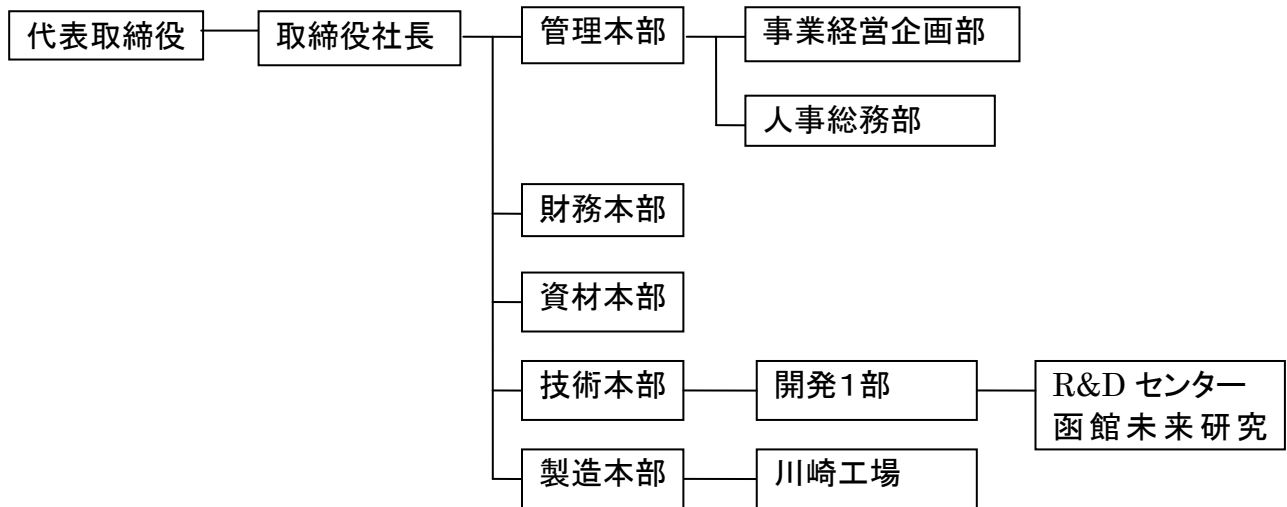 代表取締役
取締役社長
管理本部
事業経営企画部
人事総務部
財務本部
資材本部
技術本部
開発1部
R&D センター
函館未来研究
製造本部
川崎工場